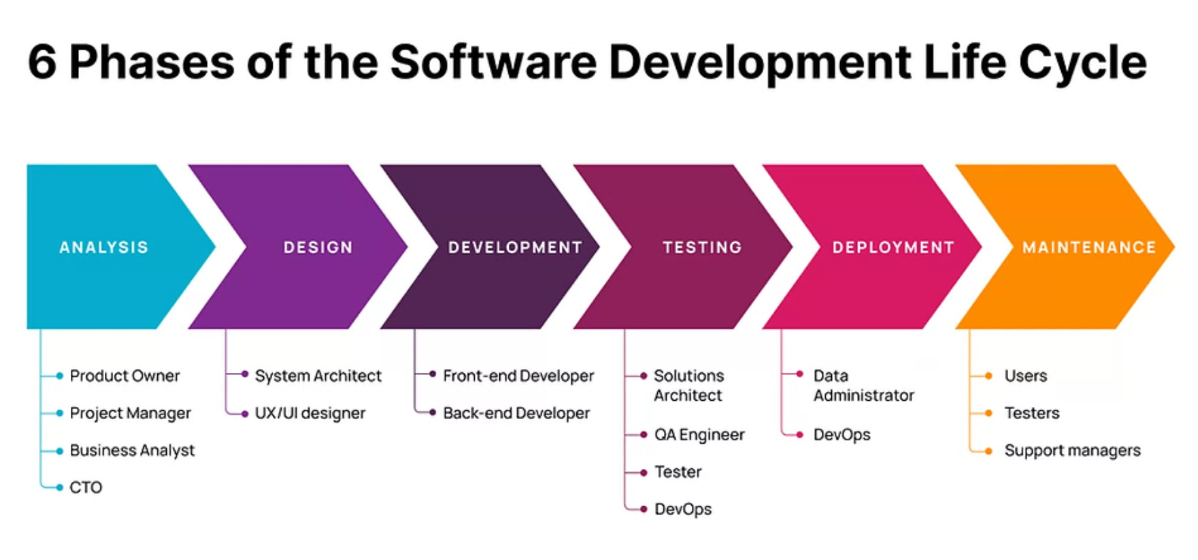 6 Phases of the Software Development Life Cycle
ANALYSIS
DESIGN
DEVELOPMENT
TESTING
DEPLOYMENT
MAINTENANCE
Product Owner
Project Manager
Business Analyst
CTO
System Architect
UX/UI designer
Front-end Developer
Back-end Developer
Solutions
Architect
QA Engineer
Tester
DevOps
Data
Administrator
DevOps
Users
Testers
Support managers